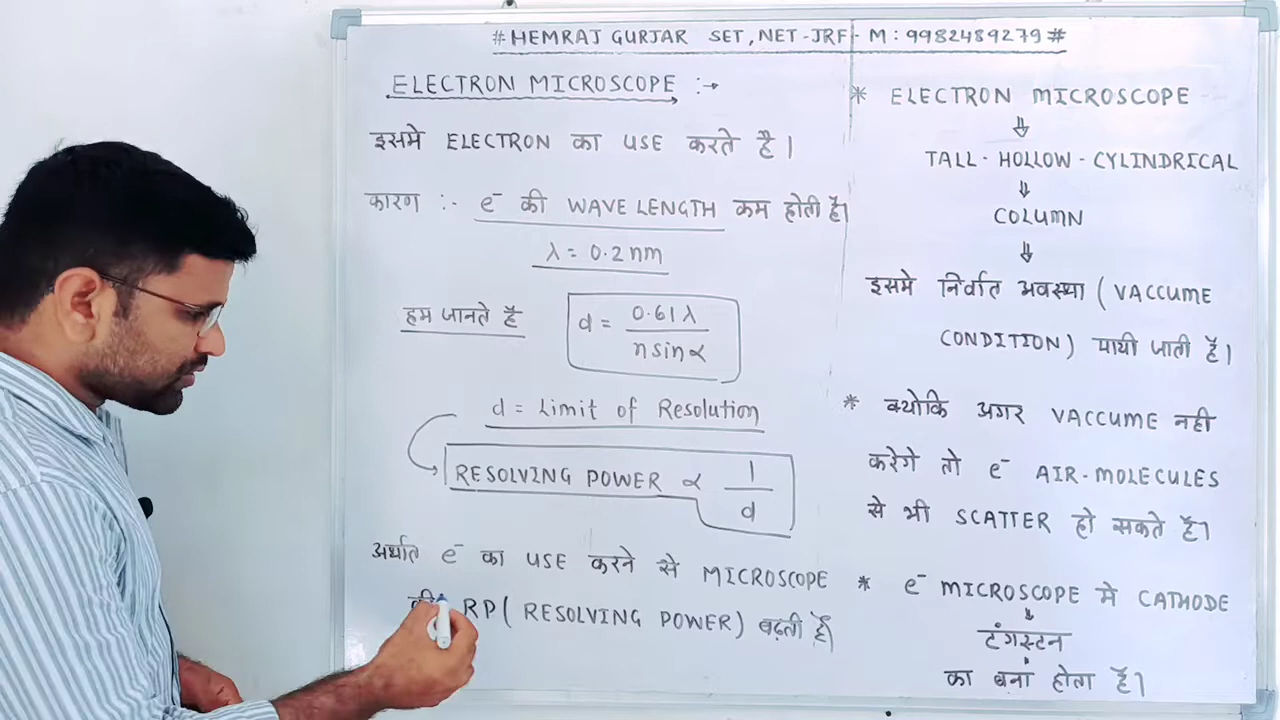 # HEMRAJ GURJAR SET, NET-JRF - M: 9982489279 #
ELECTRON MICROSCOPE :→
इसमे ELECTRON का USE करते है।
कारण :- e⁻ की WAVE LENGTH कम होती है।
λ = 0.2 nm
हम जानते है d = 0.61λ / n sin α
d = Limit of Resolution
RESOLVING POWER ∝ 1 / d
अर्थात e⁻ का USE करने से MICROSCOPE
की RP ( RESOLVING POWER) बढ़ती है।
* ELECTRON MICROSCOPE
⇓
TALL - HOLLOW - CYLINDRICAL
⇓
COLUMN
⇓
इसमे निर्वात अवस्था ( VACCUME
CONDITION) पायी जाती है।
* क्योकि अगर VACCUME नही
करेगे तो e⁻ AIR-MOLECULES
से भी SCATTER हो सकते है।
* e⁻ MICROSCOPE मे CATHODE
↓
टंगस्टन
का बना होता है।